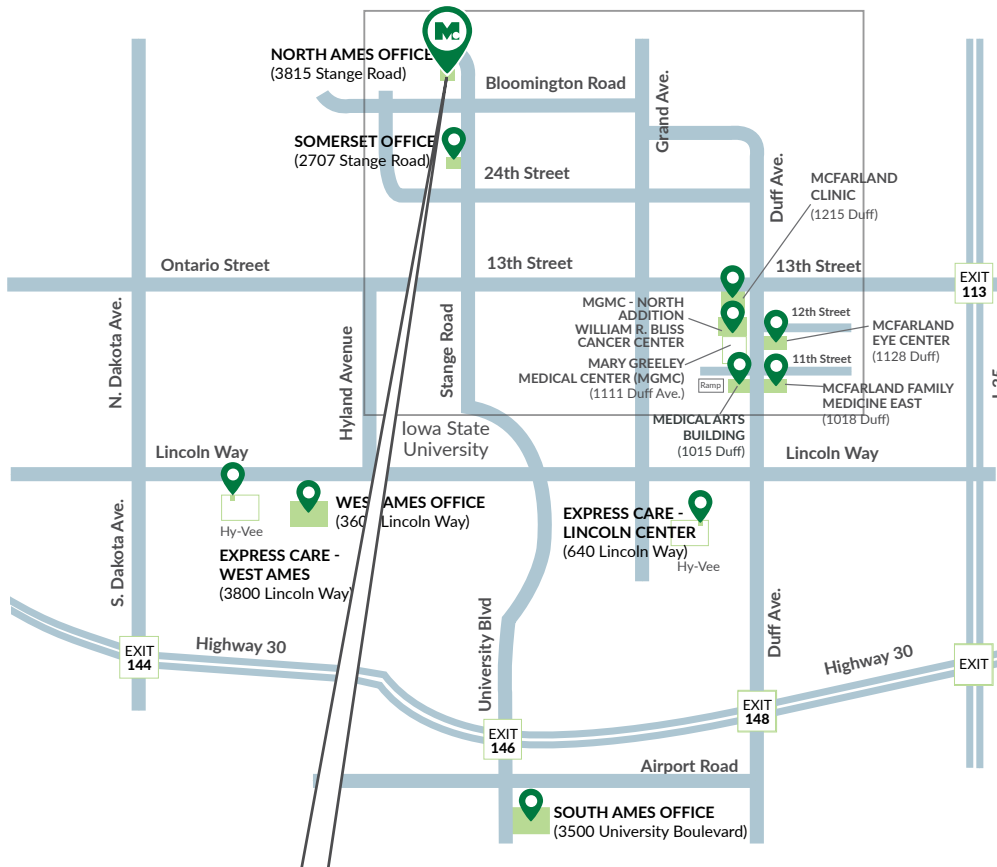 Mc
NORTH AMES OFFICE
(3815 Stange Road)
Bloomington Road
Grand Ave.
SOMERSET OFFICE
(2707 Stange Road)
24th Street
Duff Ave.
MCFARLAND
CLINIC
(1215 Duff)
Ontario Street
13th Street
13th Street
EXIT
113
N. Dakota Ave.
Hyland Avenue
Stange Road
MGMC - NORTH
ADDITION
WILLIAM R. BLISS
CANCER CENTER
12th Street
MCFARLAND
EYE CENTER
(1128 Duff)
MARY GREELEY
MEDICAL CENTER (MGMC)
(1111 Duff Ave.)
11th Street
Ramp
MCFARLAND FAMILY
MEDICINE EAST
(1018 Duff)
MEDICAL ARTS
BUILDING
(1015 Duff)
Iowa State
University
Lincoln Way
Lincoln Way
S. Dakota Ave.
Hy-Vee
WEST AMES OFFICE
(360 Lincoln Way)
EXPRESS CARE -
WEST AMES
(3800 Lincoln Way)
EXPRESS CARE -
LINCOLN CENTER
(640 Lincoln Way)
Hy-Vee
University Blvd
Duff Ave.
EXIT
144
Highway 30
Highway 30
EXIT
EXIT
148
EXIT
146
Airport Road
SOUTH AMES OFFICE
(3500 University Boulevard)